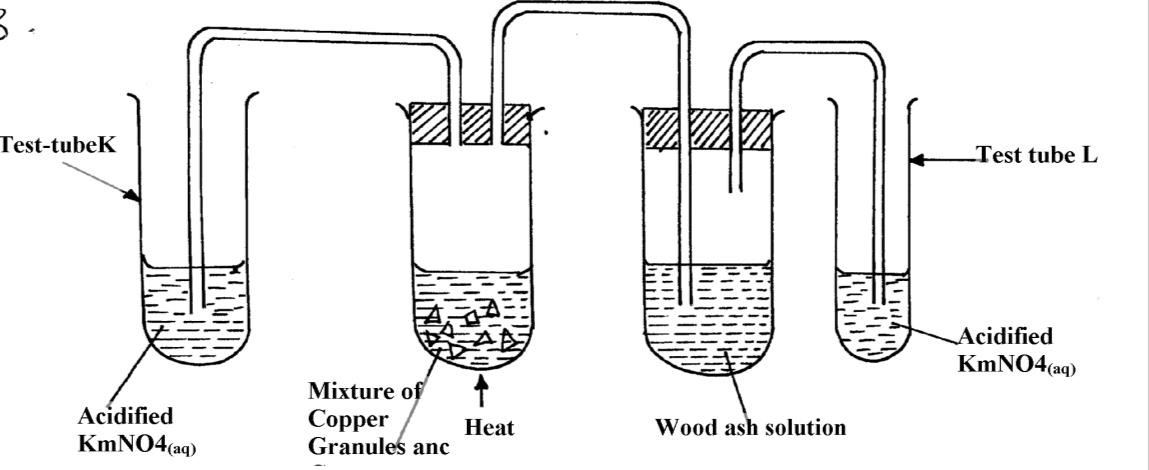 Test-tubeK
Test tube L
Acidified
KmNO4(aq)
Mixture of
Copper
Granules anc
Heat
Wood ash solution
Acidified
KmNO4(aq)